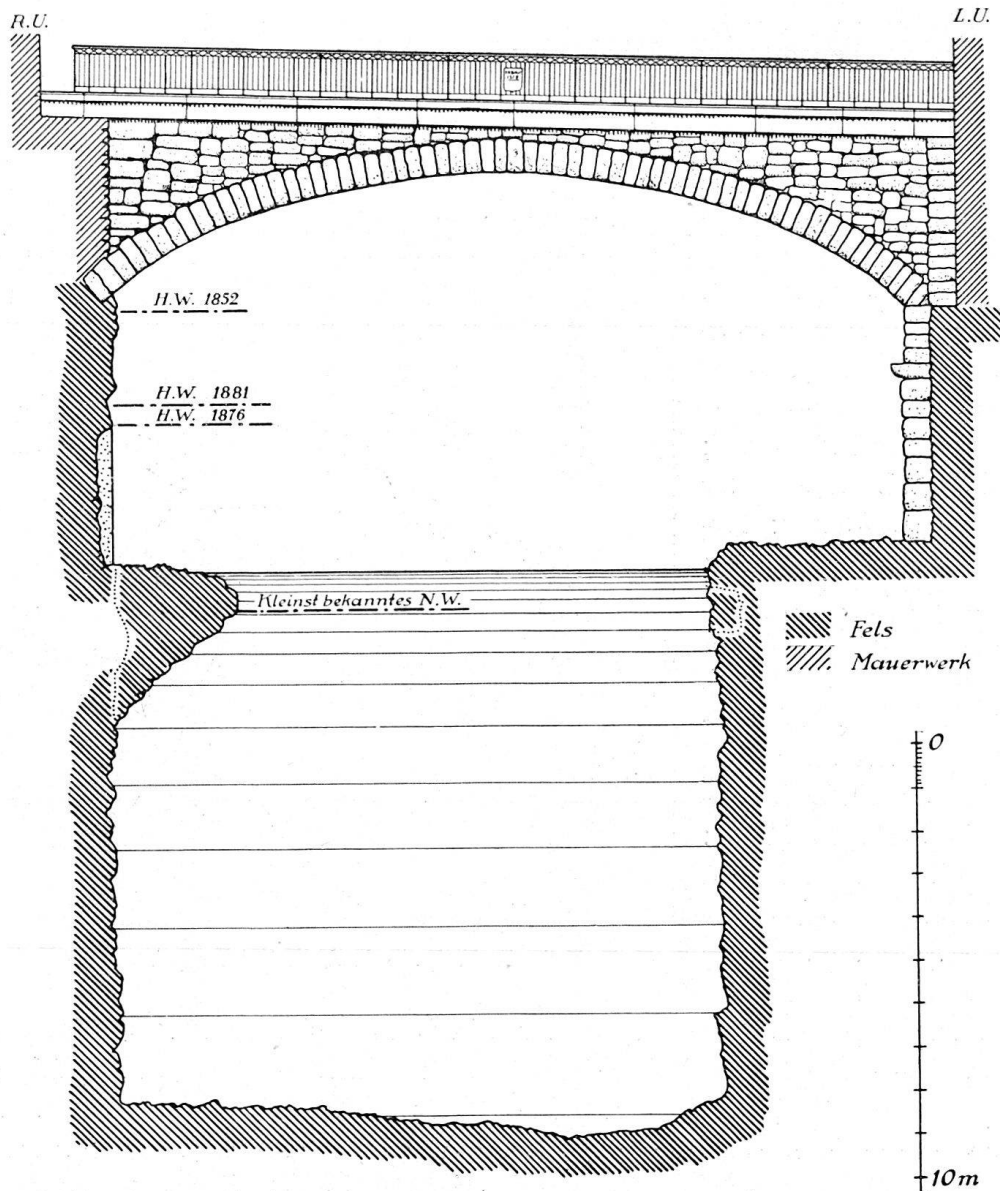 R.U.
L.U.
H.W. 1852
H.W. 1881
H.W. 1876
Kleinst bekanntes N.W.
Fels
Mauerwerk
0
10 m